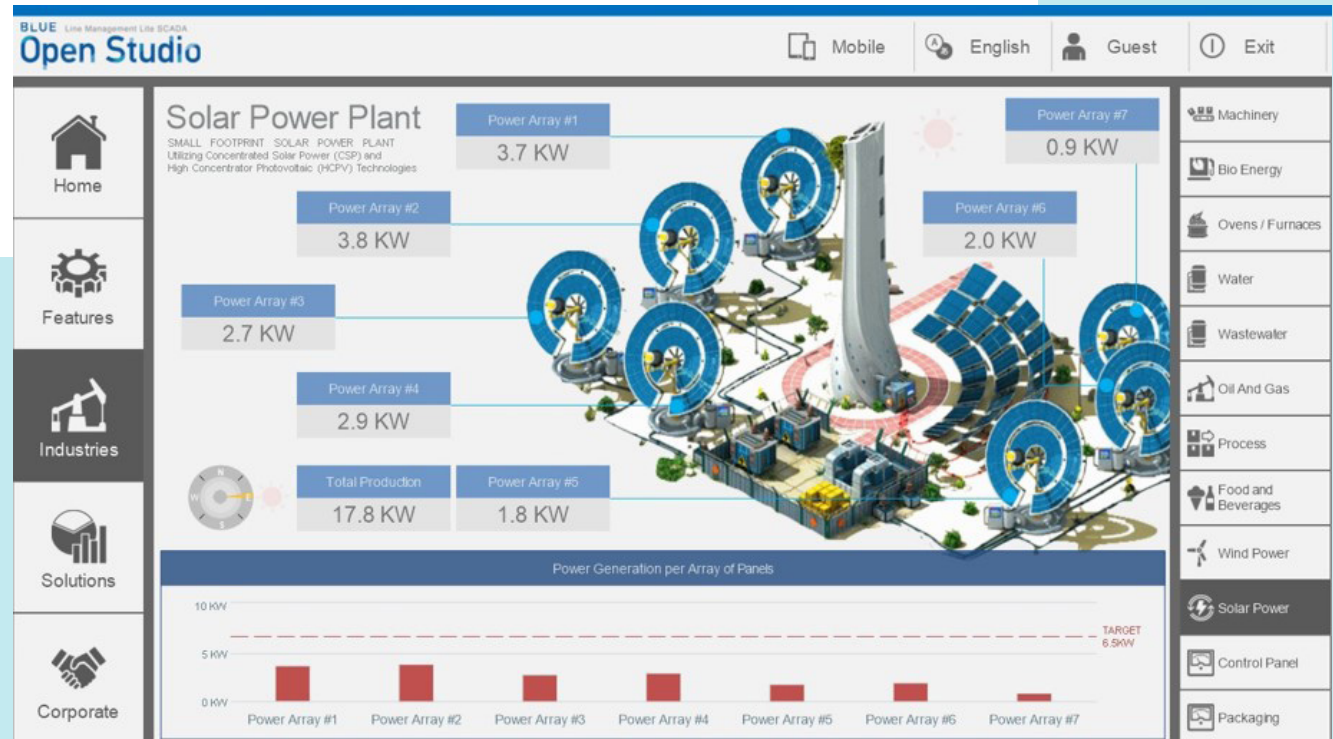 BLUE Line Management Lite SCADA
Open Studio
Mobile
English
Guest
Exit
Home
Features
Industries
Solutions
Corporate
Solar Power Plant
SMALL FOOTPRINT SOLAR POWER PLANT
Utilizing Concentrated Solar Power (CSP) and
High Concentrator Photovoltaic (HCPV) Technologies
Power Array #1
3.7 KW
Power Array #7
0.9 KW
Power Array #2
3.8 KW
Power Array #6
2.0 KW
Power Array #3
2.7 KW
Power Array #4
2.9 KW
N
W
E
S
Total Production
17.8 KW
Power Array #5
1.8 KW
Power Generation per Array of Panels
10 KW
5 KW
0 KW
TARGET
6.5KW
Power Array #1
Power Array #2
Power Array #3
Power Array #4
Power Array #5
Power Array #6
Power Array #7
Machinery
Bio Energy
Ovens / Furnaces
Water
Wastewater
Oil And Gas
Process
Food and
Beverages
Wind Power
Solar Power
Control Panel
Packaging